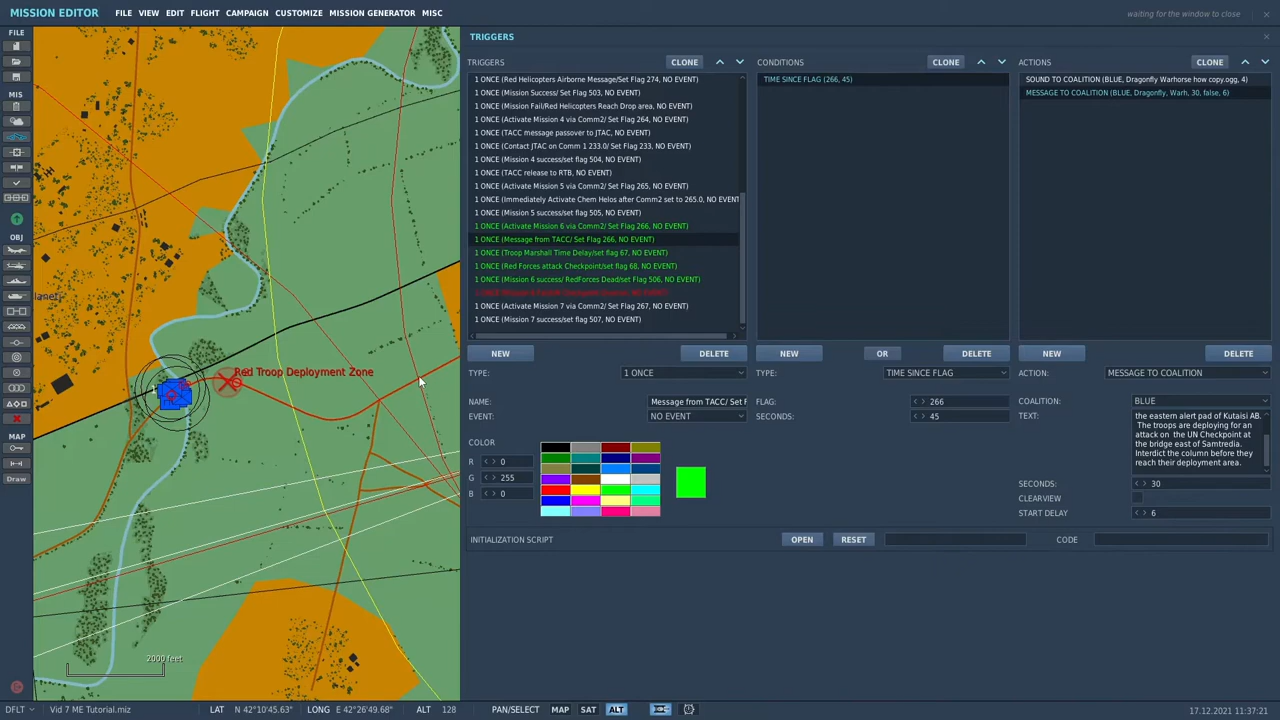 MISSION EDITOR FILE VIEW EDIT FLIGHT CAMPAIGN CUSTOMIZE MISSION GENERATOR MISC waiting for the window to close ×
FILE
MIS
OBJ
MAP
Draw
Red Troop Deployment Zone
2000 feet
TRIGGERS ×
TRIGGERS CLONE
1 ONCE (Red Helicopters Airborne Message/Set Flag 274, NO EVENT)
1 ONCE (Mission Success/ Set Flag 503, NO EVENT)
1 ONCE (Mission Fail/Red Helicopters Reach Drop area, NO EVENT)
1 ONCE (Activate Mission 4 via Comm2/ Set Flag 264, NO EVENT)
1 ONCE (TACC message passover to JTAC, NO EVENT)
1 ONCE (Contact JTAC on Comm 1 233.0/ Set Flag 233, NO EVENT)
1 ONCE (Mission 4 success/set flag 504, NO EVENT)
1 ONCE (TACC release to RTB, NO EVENT)
1 ONCE (Activate Mission 5 via Comm2/ Set Flag 265, NO EVENT)
1 ONCE (Immediately Activate Chem Helos after Comm2 set to 265.0, NO EVENT
1 ONCE (Mission 5 success/set flag 505, NO EVENT)
1 ONCE (Activate Mission 6 via Comm2/ Set Flag 266, NO EVENT)
1 ONCE (Message from TACC/ Set Flag 266, NO EVENT)
1 ONCE (Troop Marshall Time Delay/set flag 67, NO EVENT)
1 ONCE (Red Forces attack Checkpoint/set flag 68, NO EVENT)
1 ONCE (Mission 6 success/ RedForces Dead/set Flag 506, NO EVENT)
1 ONCE (Activate Mission 7 via Comm2/ Set Flag 267, NO EVENT)
1 ONCE (Mission 7 success/set flag 507, NO EVENT)
NEW DELETE
TYPE: 1 ONCE
NAME: Message from TACC/ Set F
EVENT: NO EVENT
COLOR
R 0
G 255
B 0
CONDITIONS CLONE
TIME SINCE FLAG (266, 45)
NEW OR DELETE
TYPE: TIME SINCE FLAG
FLAG: 266
SECONDS: 45
ACTIONS CLONE
SOUND TO COALITION (BLUE, Dragonfly Warhorse how copy.ogg, 4)
MESSAGE TO COALITION (BLUE, Dragonfly, Warh, 30, false, 6)
NEW DELETE
ACTION: MESSAGE TO COALITION
COALITION: BLUE
TEXT: the eastern alert pad of Kutaisi AB.
The troops are deploying for an
attack on the UN Checkpoint at
the bridge east of Samtredia.
Interdict the column before they
reach their deployment area.
SECONDS: 30
CLEARVIEW
START DELAY 6
INITIALIZATION SCRIPT OPEN RESET CODE
DFLT Vid 7 ME Tutorial.miz LAT N 42°10'45.63" LONG E 42°26'49.68" ALT 128 PAN/SELECT MAP SAT ALT 17.12.2021 11:37:21